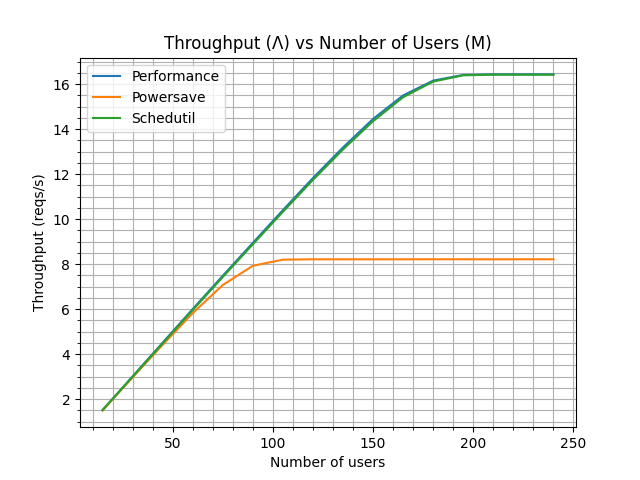 Throughput (Λ) vs Number of Users (M)
Performance
Powersave
Schedutil
Throughput (reqs/s)
16
14
12
10
8
6
4
2
50 100 150 200 250
Number of users